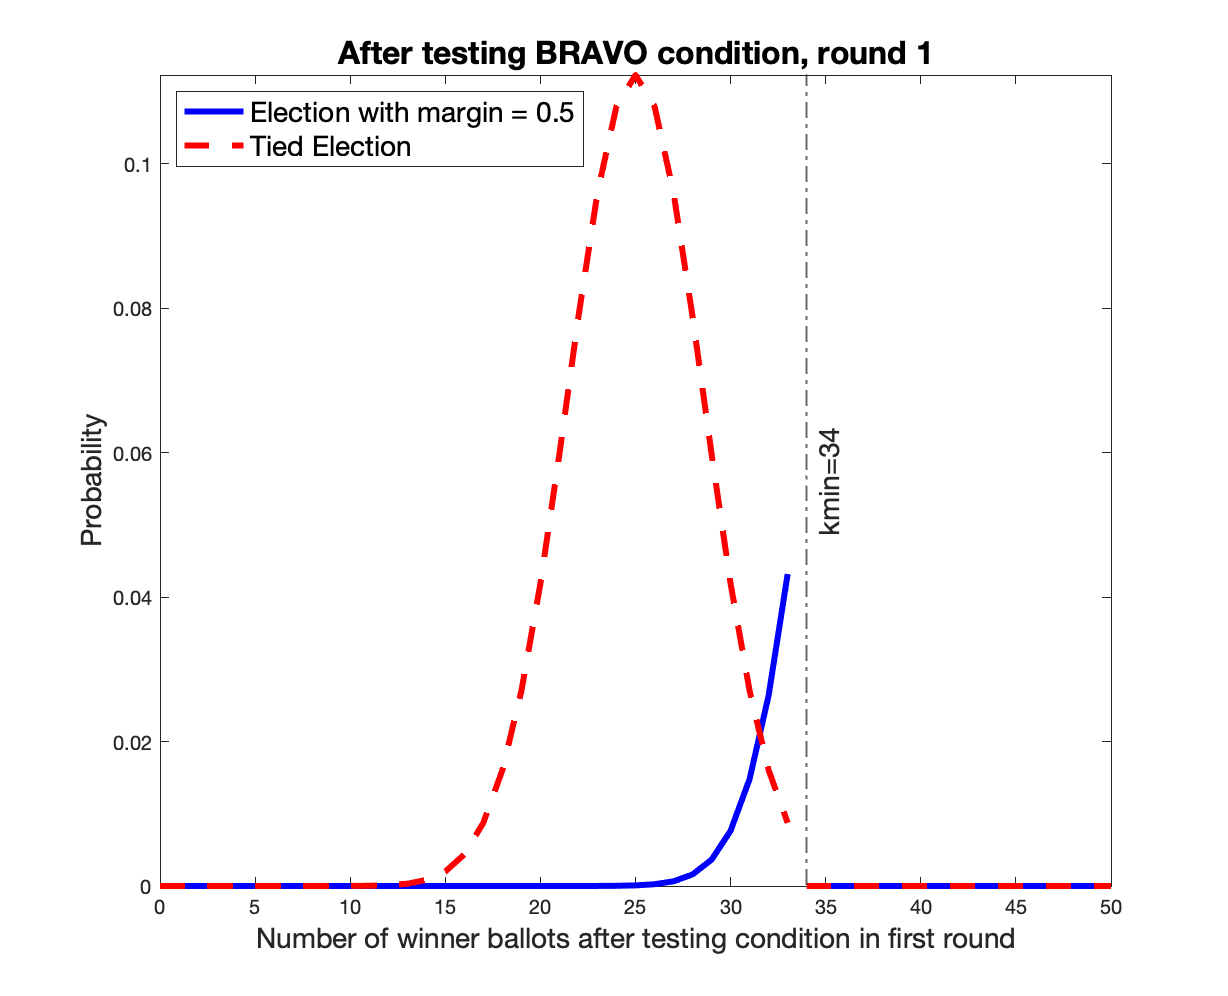 After testing BRAVO condition, round 1
Election with margin = 0.5
Tied Election
0.1
0.08
0.06
0.04
0.02
0
Probability
kmin=34
0 5 10 15 20 25 30 35 40 45 50
Number of winner ballots after testing condition in first round